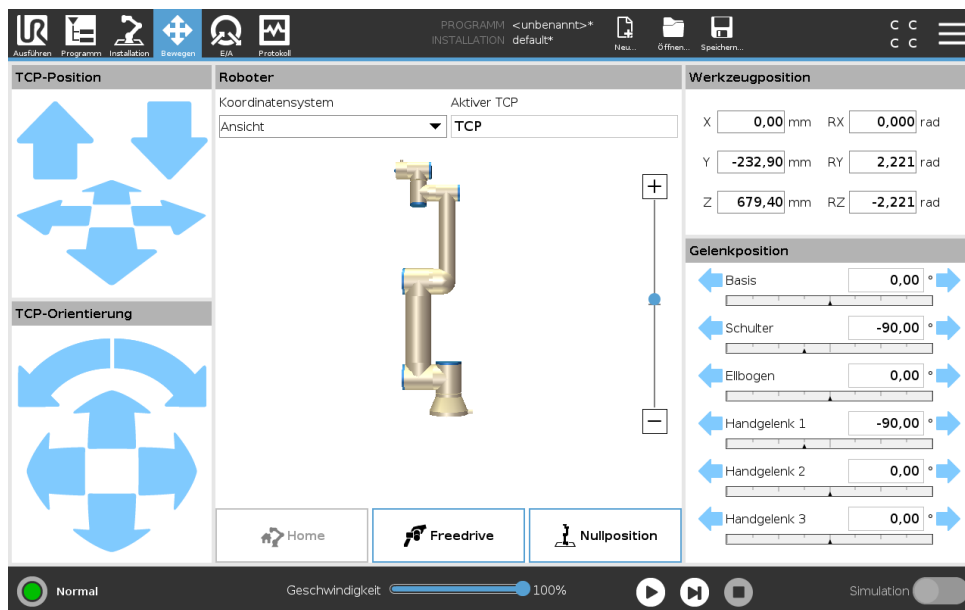 PROGRAMM <unbenannt>*
INSTALLATION default*
UR
Ausführen Programm Installation Bewegen E/A Protokoll
Neu... Öffnen... Speichern...
C C
C C
TCP-Position
TCP-Orientierung
Roboter
Koordinatensystem Aktiver TCP
Ansicht TCP
+
−
Home Freedrive Nullposition
Werkzeugposition
X 0,00 mm RX 0,000 rad
Y -232,90 mm RY 2,221 rad
Z 679,40 mm RZ -2,221 rad
Gelenkposition
Basis 0,00 °
Schulter -90,00 °
Ellbogen 0,00 °
Handgelenk 1 -90,00 °
Handgelenk 2 0,00 °
Handgelenk 3 0,00 °
Normal Geschwindigkeit 100% Simulation